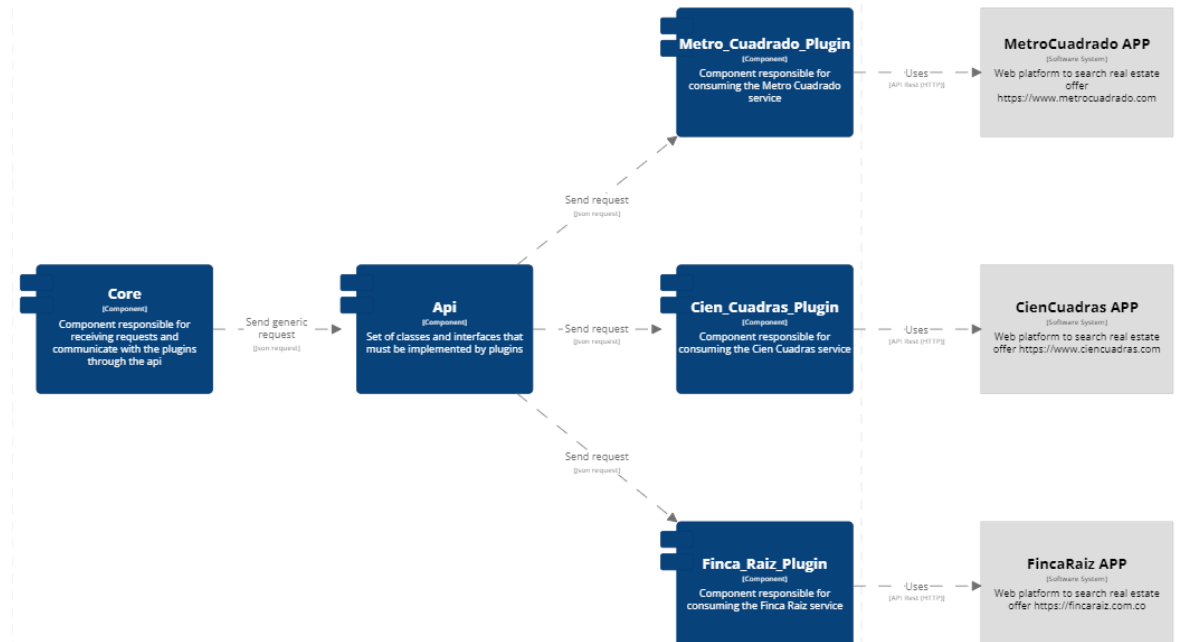 Metro_Cuadrado_Plugin
[Component]
Component responsible for
consuming the Metro Cuadrado
service
Uses
[API Rest (HTTP)]
MetroCuadrado APP
[Software System]
Web platform to search real estate
offer
https://www.metrocuadrado.com
Send request
[json request]
Core
[Component]
Component responsible for
receiving requests and
communicate with the plugins
through the api
Send generic
request
[json request]
Api
[Component]
Set of classes and interfaces that
must be implemented by plugins
Send request
[json request]
Cien_Cuadras_Plugin
[Component]
Component responsible for
consuming the Cien Cuadras service
Uses
[API Rest (HTTP)]
CienCuadras APP
[Software System]
Web platform to search real estate
offer https://www.ciencuadras.com
Send request
[json request]
Finca_Raiz_Plugin
[Component]
Component responsible for
consuming the Finca Raiz service
Uses
[API Rest (HTTP)]
FincaRaiz APP
[Software System]
Web platform to search real estate
offer https://fincaraiz.com.co